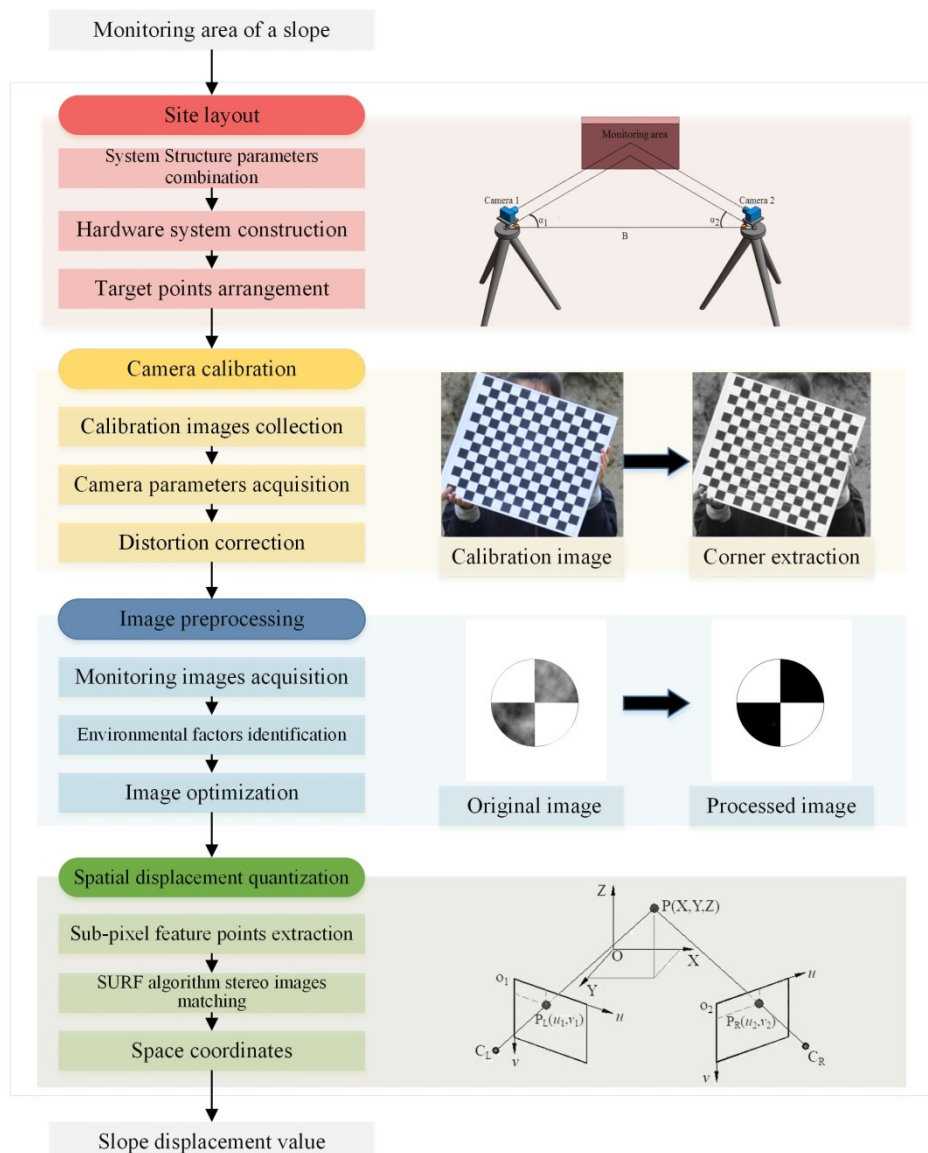 Monitoring area of a slope
Site layout
System Structure parameters
combination
Hardware system construction
Target points arrangement
Monitoring area
Camera 1
Camera 2
α1
α2
B
Camera calibration
Calibration images collection
Camera parameters acquisition
Distortion correction
Calibration image
Corner extraction
Image preprocessing
Monitoring images acquisition
Environmental factors identification
Image optimization
Original image
Processed image
Spatial displacement quantization
Sub-pixel feature points extraction
SURF algorithm stereo images
matching
Space coordinates
Z
P(X,Y,Z)
O
X
Y
o1
PL(u1,v1)
u
v
CL
o2
u
PR(u2,v2)
v
CR
Slope displacement value